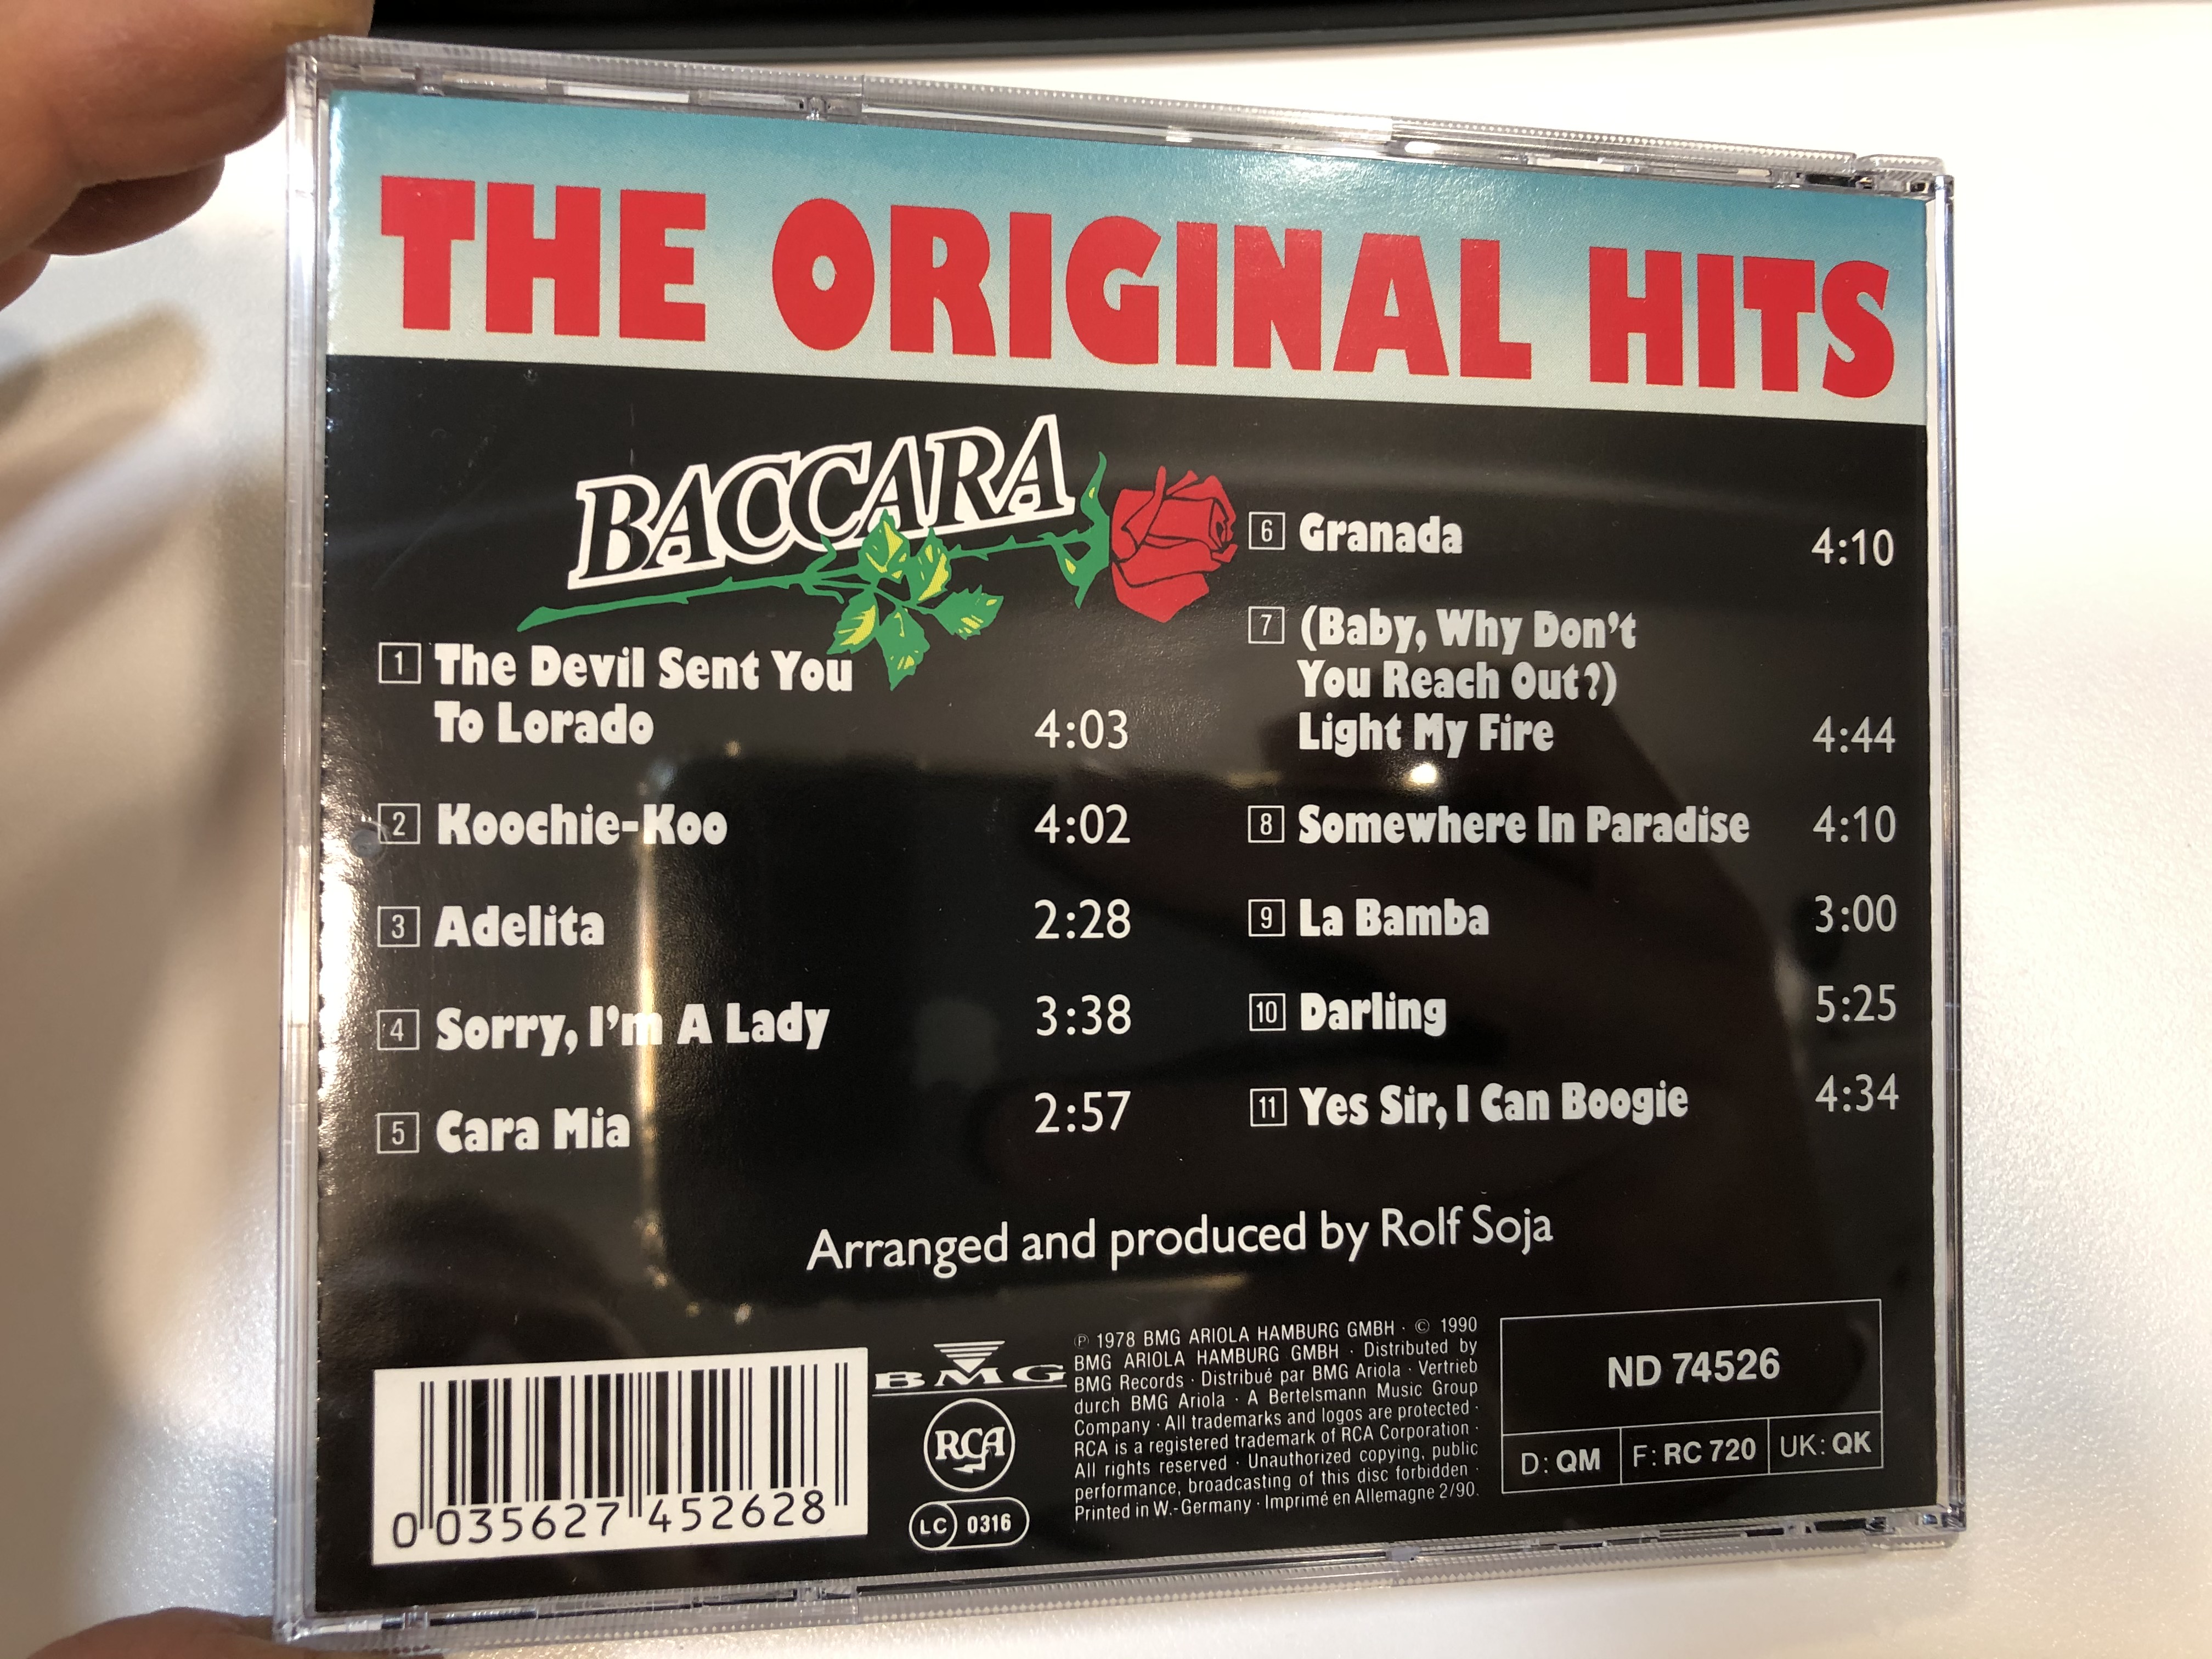 THE ORIGINAL HITS
BACCARA
1 The Devil Sent You
To Lorado 4:03
2 Koochie-Koo 4:02
3 Adelita 2:28
4 Sorry, I'm A Lady 3:38
5 Cara Mia 2:57
6 Granada 4:10
7 (Baby, Why Don't
You Reach Out?)
Light My Fire 4:44
8 Somewhere In Paradise 4:10
9 La Bamba 3:00
10 Darling 5:25
11 Yes Sir, I Can Boogie 4:34
Arranged and produced by Rolf Soja
0 035627 452628
BMG
RCA
LC 0316
℗ 1978 BMG ARIOLA HAMBURG GMBH · © 1990
BMG ARIOLA HAMBURG GMBH · Distributed by
BMG Records · Distribué par BMG Ariola · Vertrieb
durch BMG Ariola · A Bertelsmann Music Group
Company · All trademarks and logos are protected ·
RCA is a registered trademark of RCA Corporation ·
All rights reserved · Unauthorized copying, public
performance, broadcasting of this disc forbidden ·
Printed in W.-Germany · Imprimé en Allemagne 2/90.
ND 74526
D: QM F: RC 720 UK: QK